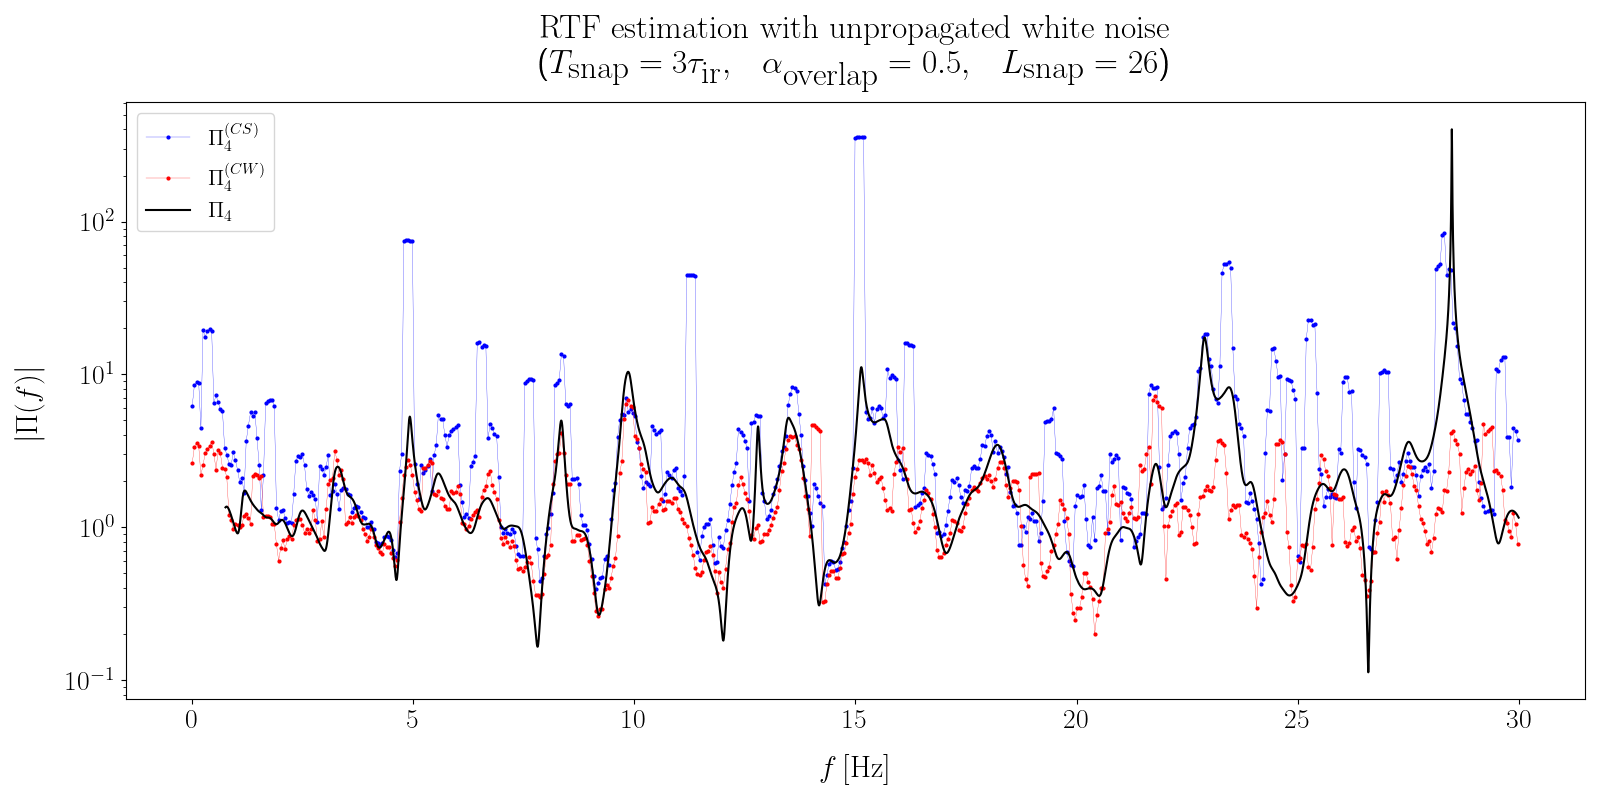 RTF estimation with unpropagated white noise
(T_snap = 3τ_ir, α_overlap = 0.5, L_snap = 26)
Π_4^(CS)
Π_4^(CW)
Π_4
|Π(f)|
10^2
10^1
10^0
10^−1
0 5 10 15 20 25 30
f [Hz]